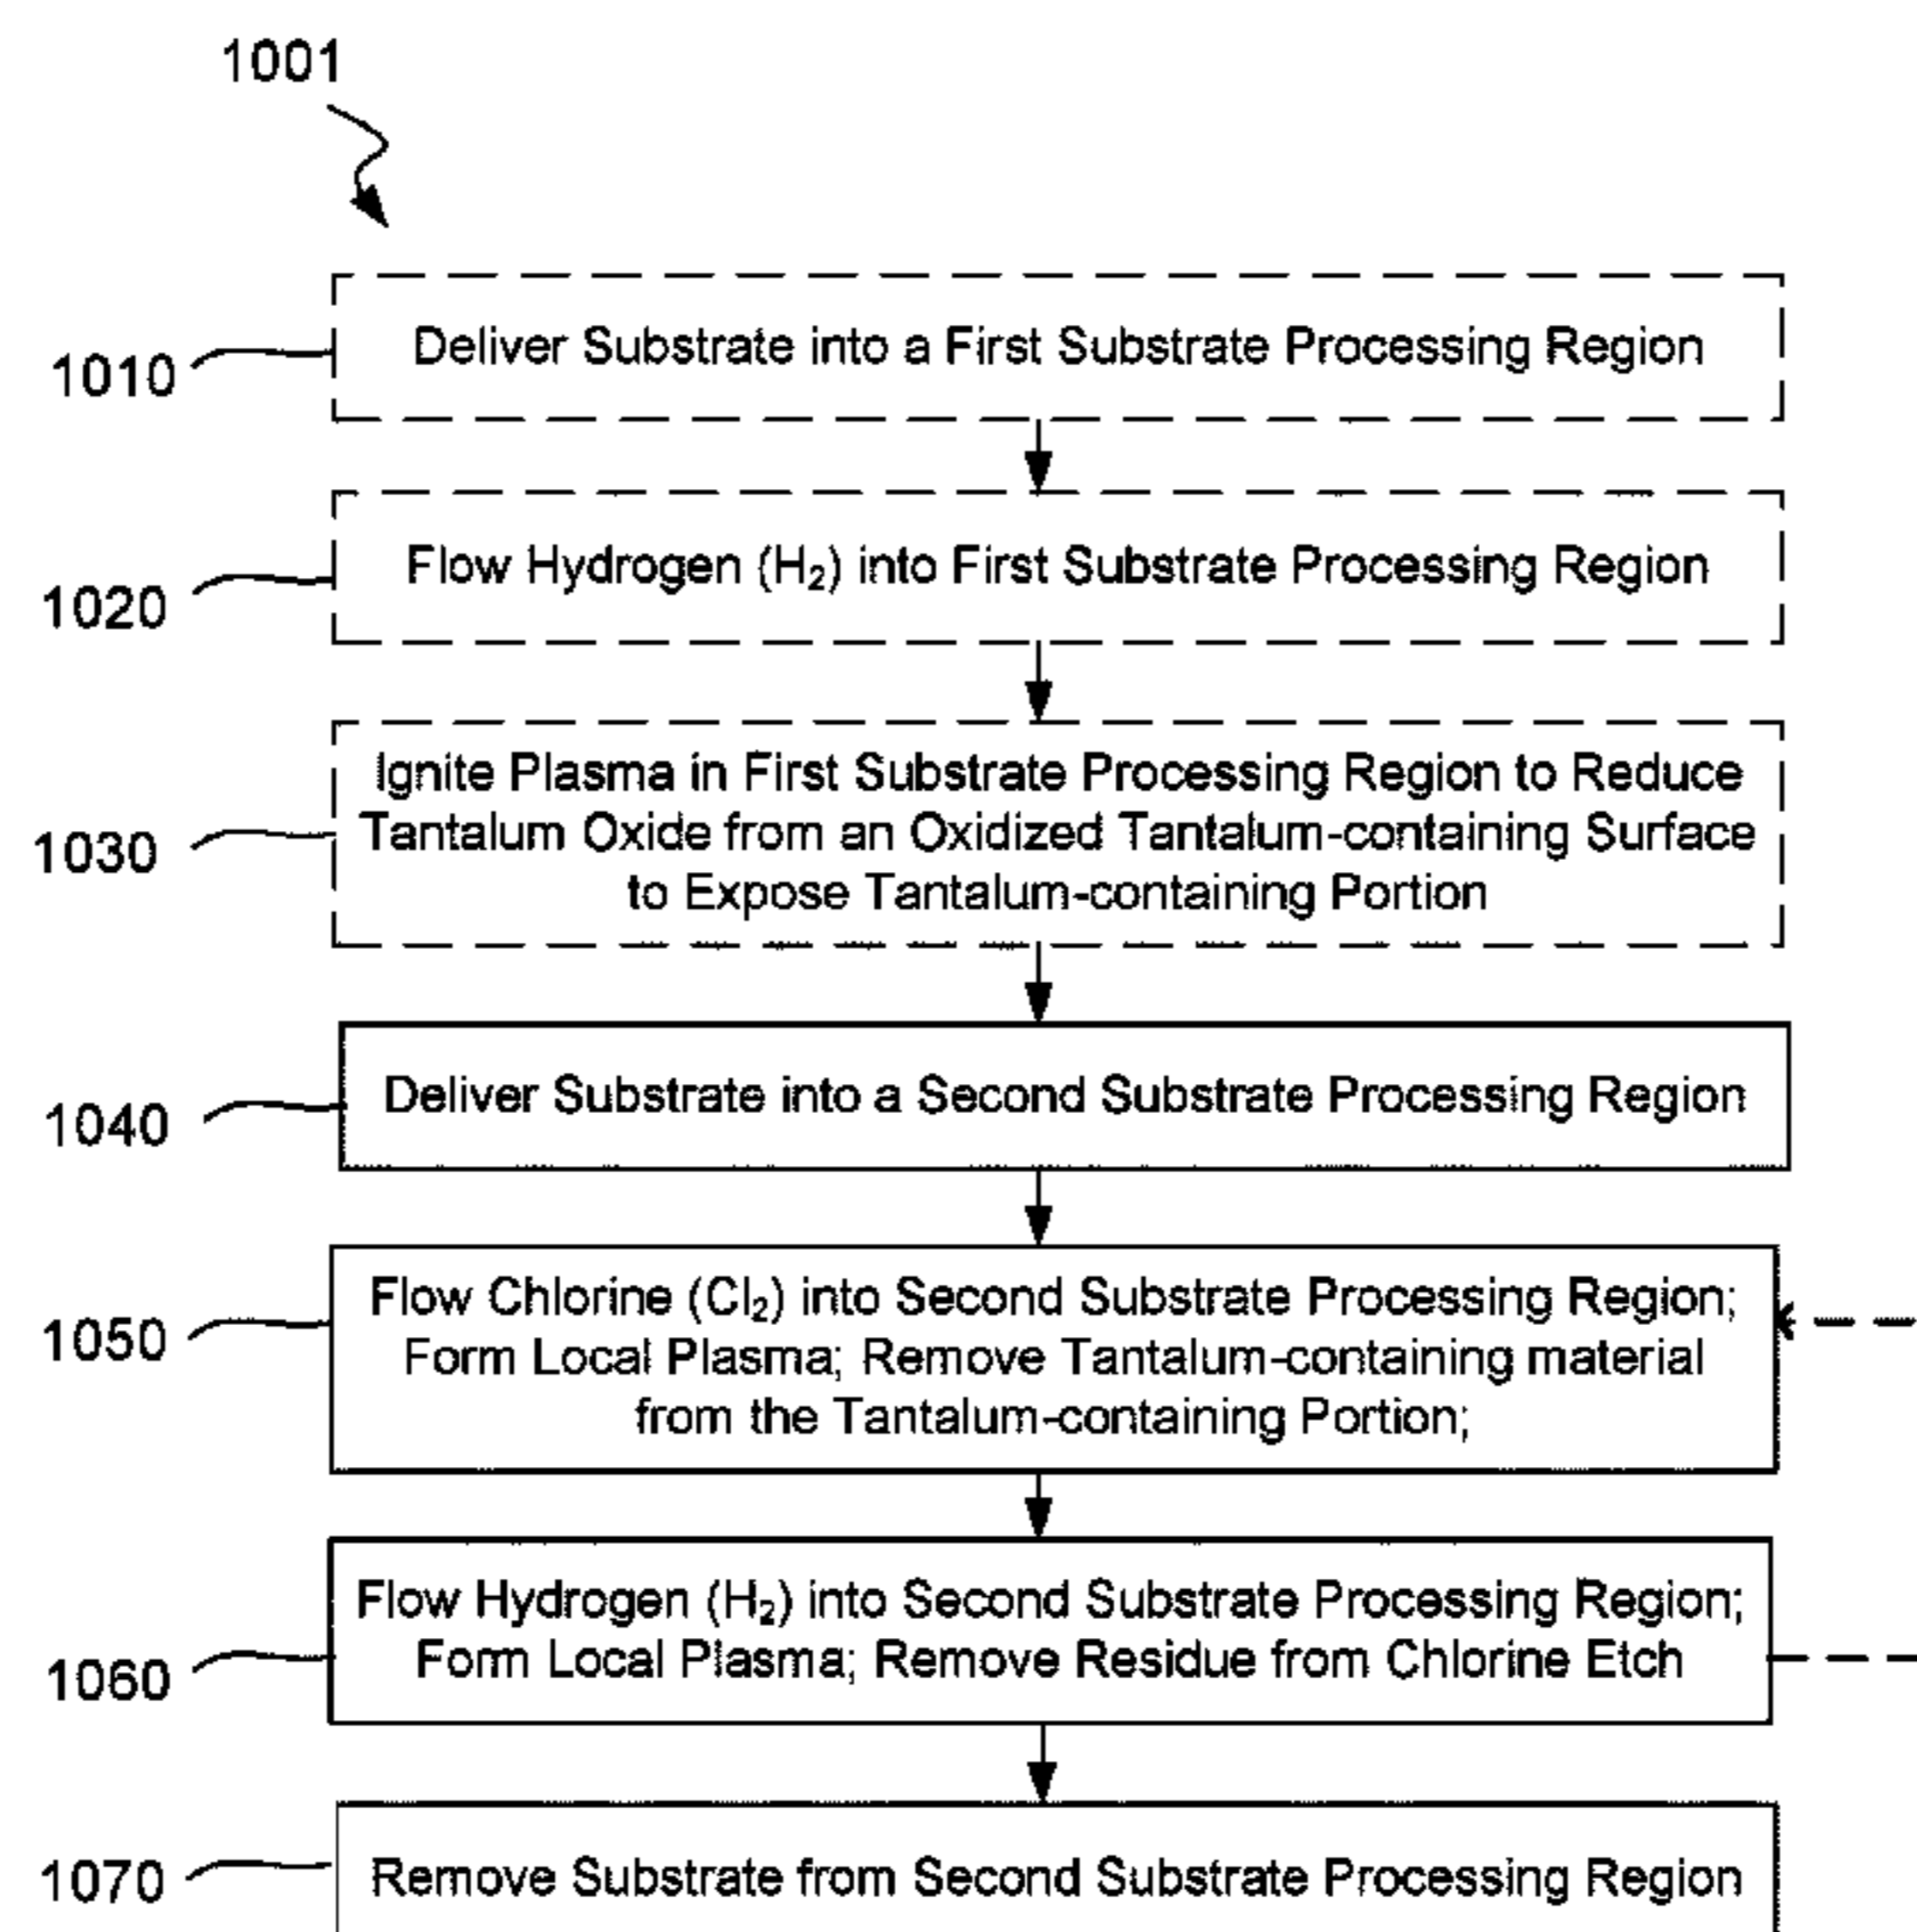 1001
1010
Deliver Substrate into a First Substrate Processing Region
1020
Flow Hydrogen (H₂) into First Substrate Processing Region
1030
Ignite Plasma in First Substrate Processing Region to Reduce
Tantalum Oxide from an Oxidized Tantalum-containing Surface
to Expose Tantalum-containing Portion
1040
Deliver Substrate into a Second Substrate Processing Region
1050
Flow Chlorine (Cl₂) into Second Substrate Processing Region;
Form Local Plasma; Remove Tantalum-containing material
from the Tantalum-containing Portion;
1060
Flow Hydrogen (H₂) into Second Substrate Processing Region;
Form Local Plasma; Remove Residue from Chlorine Etch
1070
Remove Substrate from Second Substrate Processing Region